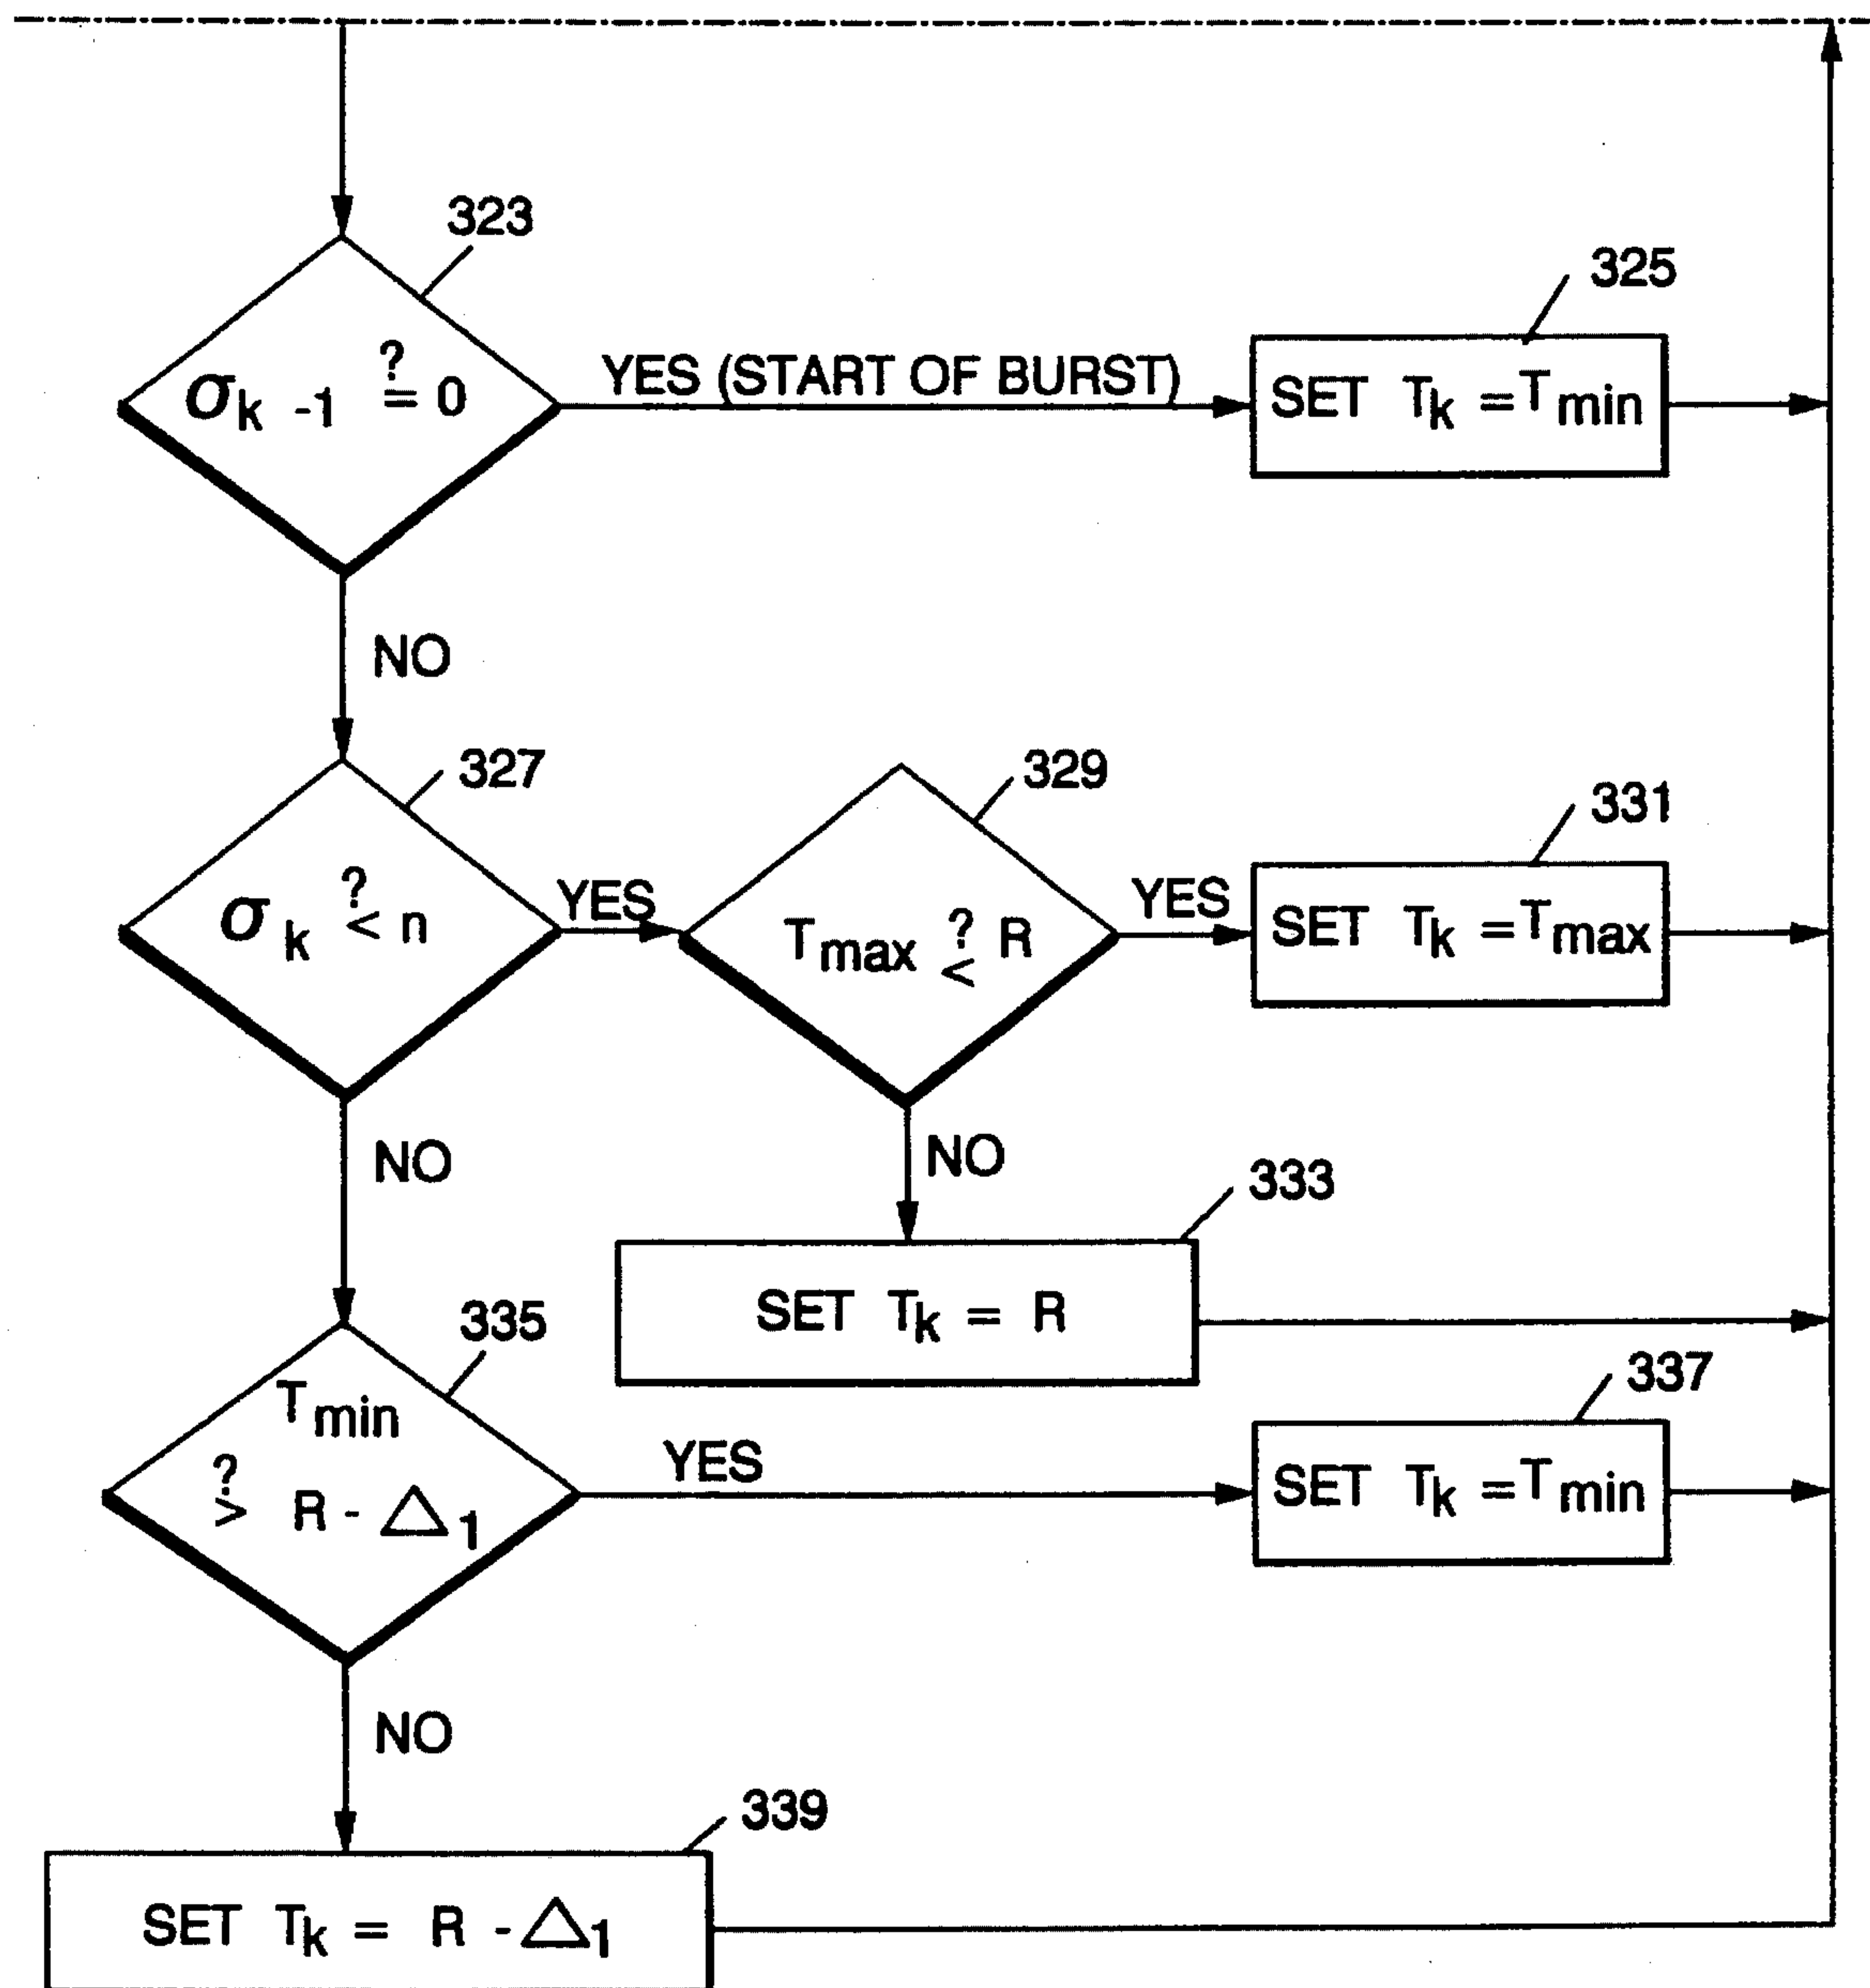 323
σk -1 ?= 0
YES (START OF BURST)
325
SET Tk = Tmin
NO
327
σk ?< n
YES
329
Tmax ?< R
YES
331
SET Tk = Tmax
NO
NO
333
SET Tk = R
335
Tmin
?> R - △1
YES
337
SET Tk = Tmin
NO
339
SET Tk = R - △1